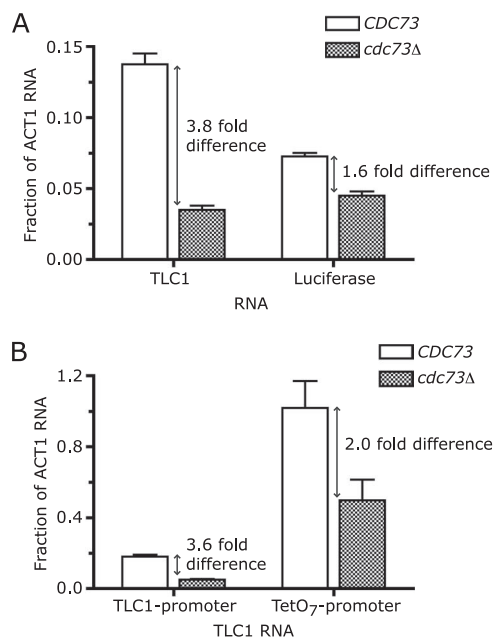 A
CDC73
cdc73Δ
0.15
0.10
0.05
0.00
Fraction of ACT1 RNA
3.8 fold
difference
1.6 fold difference
TLC1
Luciferase
RNA
B
CDC73
cdc73Δ
1.2
0.8
0.4
0.0
Fraction of ACT1 RNA
2.0 fold difference
3.6 fold
difference
TLC1-promoter
TetO₇-promoter
TLC1 RNA